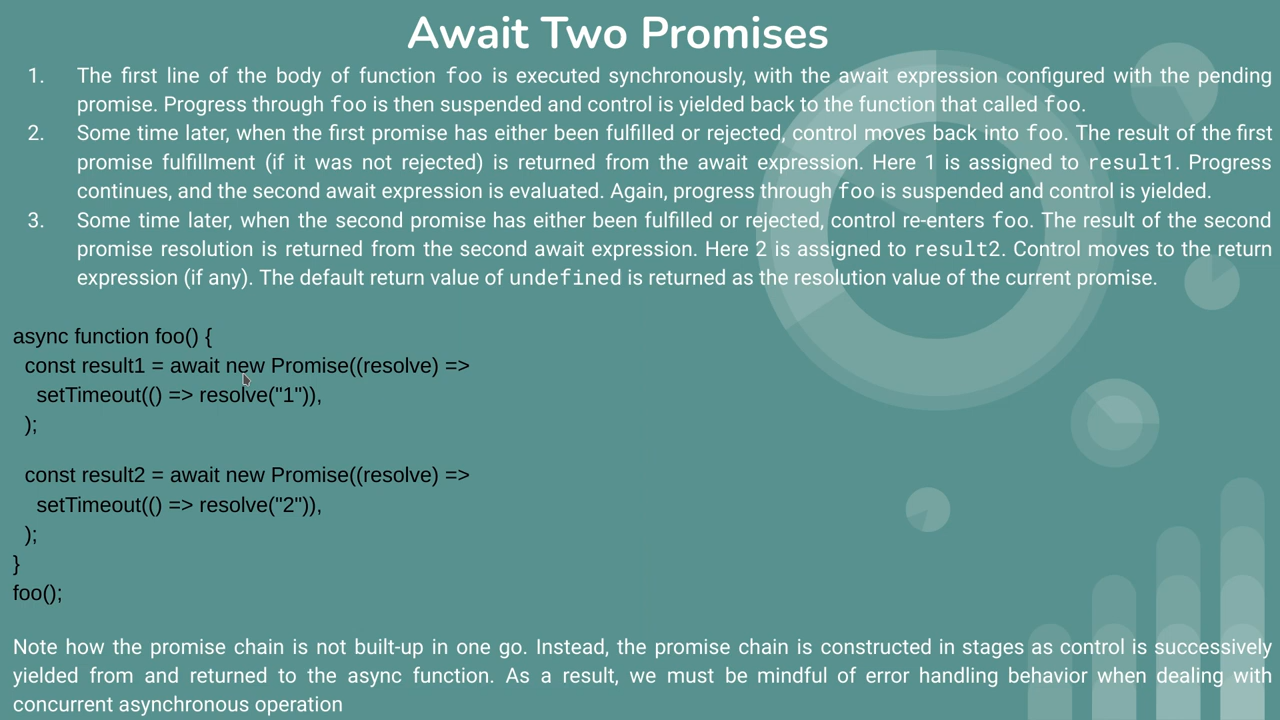 Await Two Promises
1. The first line of the body of function foo is executed synchronously, with the await expression configured with the pending
promise. Progress through foo is then suspended and control is yielded back to the function that called foo.
2. Some time later, when the first promise has either been fulfilled or rejected, control moves back into foo. The result of the first
promise fulfillment (if it was not rejected) is returned from the await expression. Here 1 is assigned to result1. Progress
continues, and the second await expression is evaluated. Again, progress through foo is suspended and control is yielded.
3. Some time later, when the second promise has either been fulfilled or rejected, control re-enters foo. The result of the second
promise resolution is returned from the second await expression. Here 2 is assigned to result2. Control moves to the return
expression (if any). The default return value of undefined is returned as the resolution value of the current promise.
async function foo() {
const result1 = await new Promise((resolve) =>
setTimeout(() => resolve("1")),
);
const result2 = await new Promise((resolve) =>
setTimeout(() => resolve("2")),
);
}
foo();
Note how the promise chain is not built-up in one go. Instead, the promise chain is constructed in stages as control is successively
yielded from and returned to the async function. As a result, we must be mindful of error handling behavior when dealing with
concurrent asynchronous operation